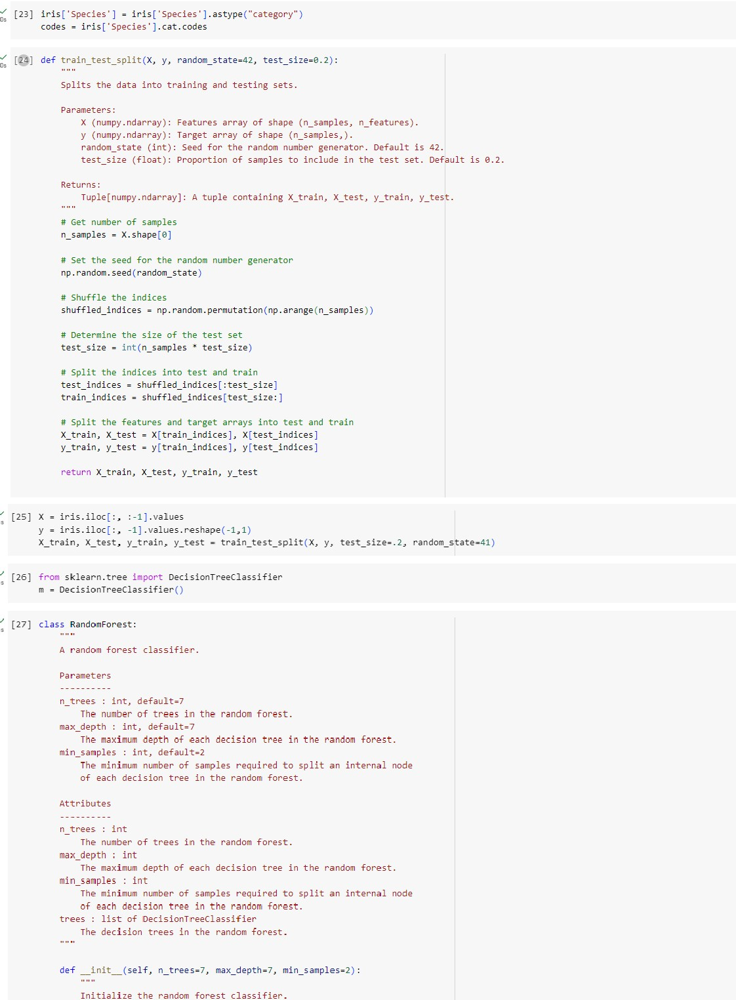 [23] iris['Species'] = iris['Species'].astype("category")
codes = iris['Species'].cat.codes
0s
[24] def train_test_split(X, y, random_state=42, test_size=0.2):
0s
"""
Splits the data into training and testing sets.
Parameters:
X (numpy.ndarray): Features array of shape (n_samples, n_features).
y (numpy.ndarray): Target array of shape (n_samples,).
random_state (int): Seed for the random number generator. Default is 42.
test_size (float): Proportion of samples to include in the test set. Default is 0.2.
Returns:
Tuple[numpy.ndarray]: A tuple containing X_train, X_test, y_train, y_test.
"""
# Get number of samples
n_samples = X.shape[0]
# Set the seed for the random number generator
np.random.seed(random_state)
# Shuffle the indices
shuffled_indices = np.random.permutation(np.arange(n_samples))
# Determine the size of the test set
test_size = int(n_samples * test_size)
# Split the indices into test and train
test_indices = shuffled_indices[:test_size]
train_indices = shuffled_indices[test_size:]
# Split the features and target arrays into test and train
X_train, X_test = X[train_indices], X[test_indices]
y_train, y_test = y[train_indices], y[test_indices]
return X_train, X_test, y_train, y_test
[25] X = iris.iloc[:, :-1].values
s
y = iris.iloc[:, -1].values.reshape(-1,1)
X_train, X_test, y_train, y_test = train_test_split(X, y, test_size=.2, random_state=41)
[26] from sklearn.tree import DecisionTreeClassifier
s
m = DecisionTreeClassifier()
[27] class RandomForest:
s
"""
A random forest classifier.
Parameters
----------
n_trees : int, default=7
The number of trees in the random forest.
max_depth : int, default=7
The maximum depth of each decision tree in the random forest.
min_samples : int, default=2
The minimum number of samples required to split an internal node
of each decision tree in the random forest.
Attributes
----------
n_trees : int
The number of trees in the random forest.
max_depth : int
The maximum depth of each decision tree in the random forest.
min_samples : int
The minimum number of samples required to split an internal node
of each decision tree in the random forest.
trees : list of DecisionTreeClassifier
The decision trees in the random forest.
"""
def __init__(self, n_trees=7, max_depth=7, min_samples=2):
"""
Initialize the random forest classifier.